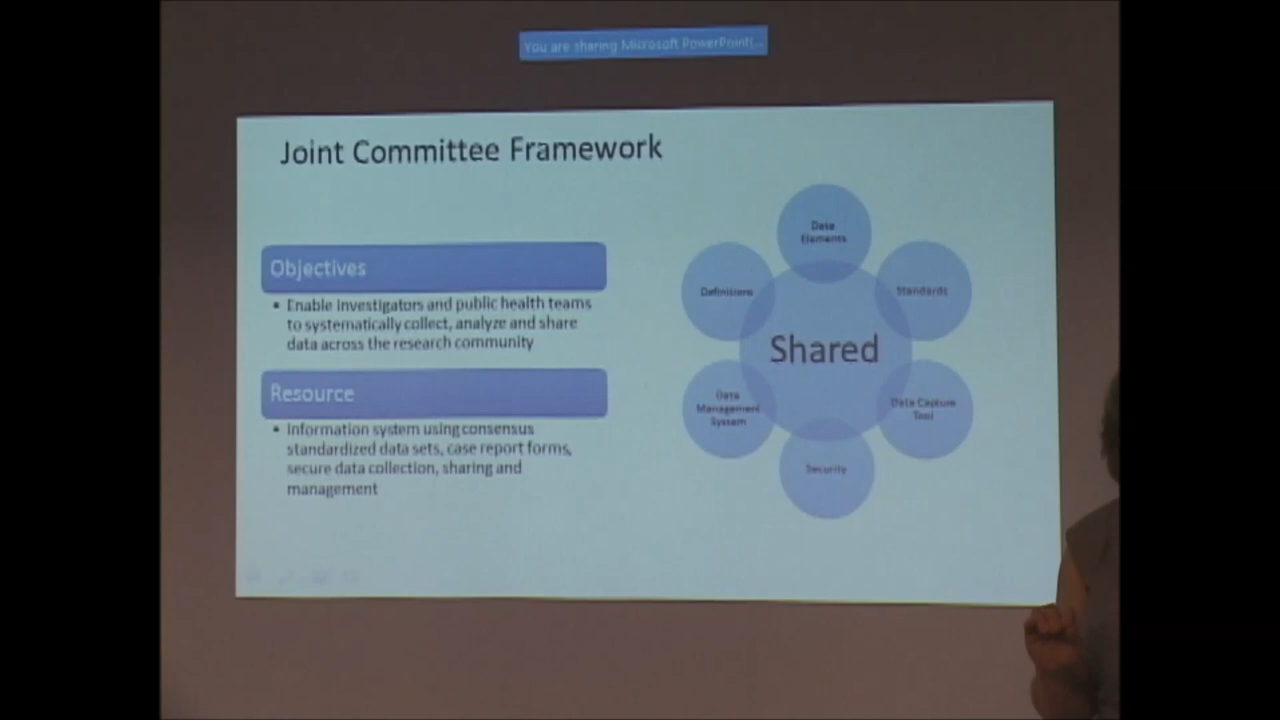 You are sharing Microsoft PowerPoint(...
Joint Committee Framework
Objectives
• Enable investigators and public health teams
to systematically collect, analyze and share
data across the research community
Resource
• Information system using consensus
standardized data sets, case report forms,
secure data collection, sharing and
management
Data
Elements
Definitions
Standards
Shared
Data
Management
System
Data Capture
Tool
Security